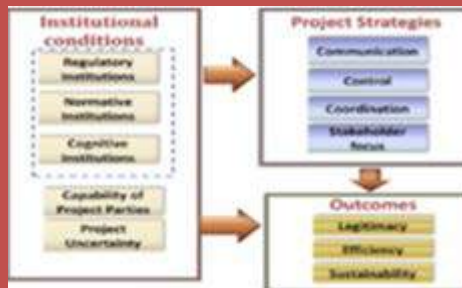 Institutional
conditions
Regulatory
Institutions
Normative
Institutions
Cognitive
Institutions
Capability of
Project Parties
Project
Uncertainty
Project Strategies
Communication
Control
Coordination
Stakeholder
focus
Outcomes
Legitimacy
Efficiency
Sustainability